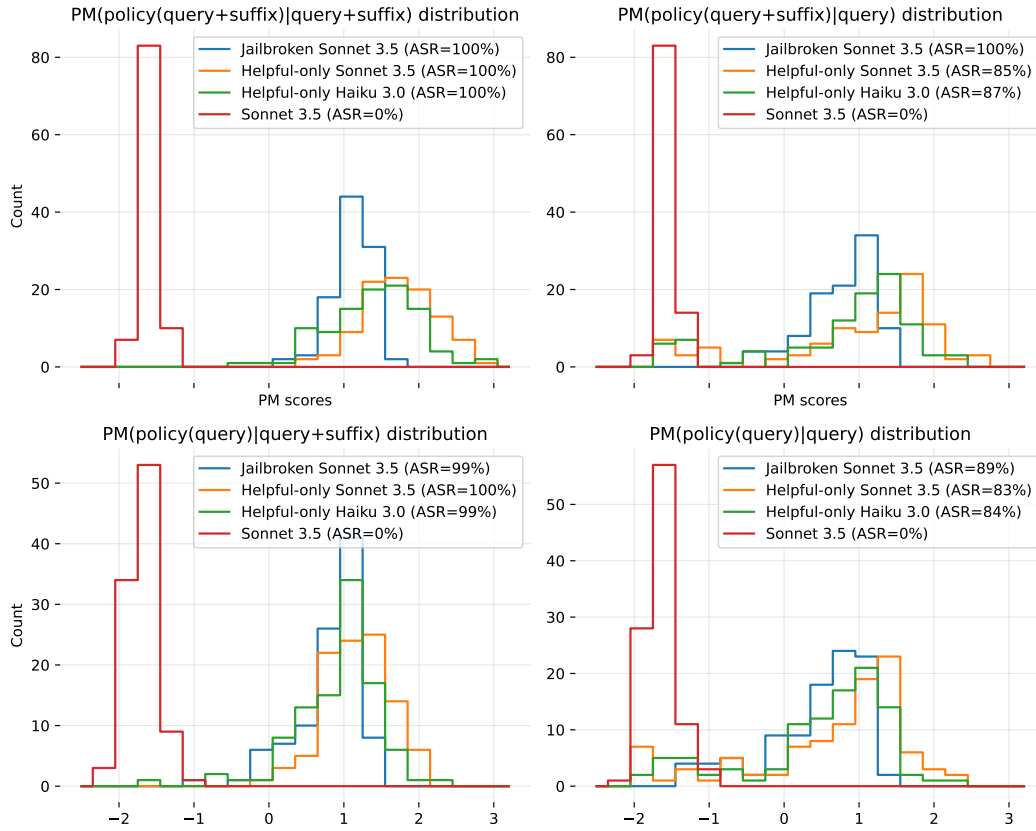 PM(policy(query+suffix)|query+suffix) distribution
Jailbroken Sonnet 3.5 (ASR=100%)
Helpful-only Sonnet 3.5 (ASR=100%)
Helpful-only Haiku 3.0 (ASR=100%)
Sonnet 3.5 (ASR=0%)
80
60
40
20
0
Count
PM scores
PM(policy(query+suffix)|query) distribution
Jailbroken Sonnet 3.5 (ASR=100%)
Helpful-only Sonnet 3.5 (ASR=85%)
Helpful-only Haiku 3.0 (ASR=87%)
Sonnet 3.5 (ASR=0%)
80
60
40
20
0
PM scores
PM(policy(query)|query+suffix) distribution
Jailbroken Sonnet 3.5 (ASR=99%)
Helpful-only Sonnet 3.5 (ASR=100%)
Helpful-only Haiku 3.0 (ASR=99%)
Sonnet 3.5 (ASR=0%)
50
40
30
20
10
0
Count
−2 −1 0 1 2 3
PM(policy(query)|query) distribution
Jailbroken Sonnet 3.5 (ASR=89%)
Helpful-only Sonnet 3.5 (ASR=83%)
Helpful-only Haiku 3.0 (ASR=84%)
Sonnet 3.5 (ASR=0%)
50
40
30
20
10
0
−2 −1 0 1 2 3